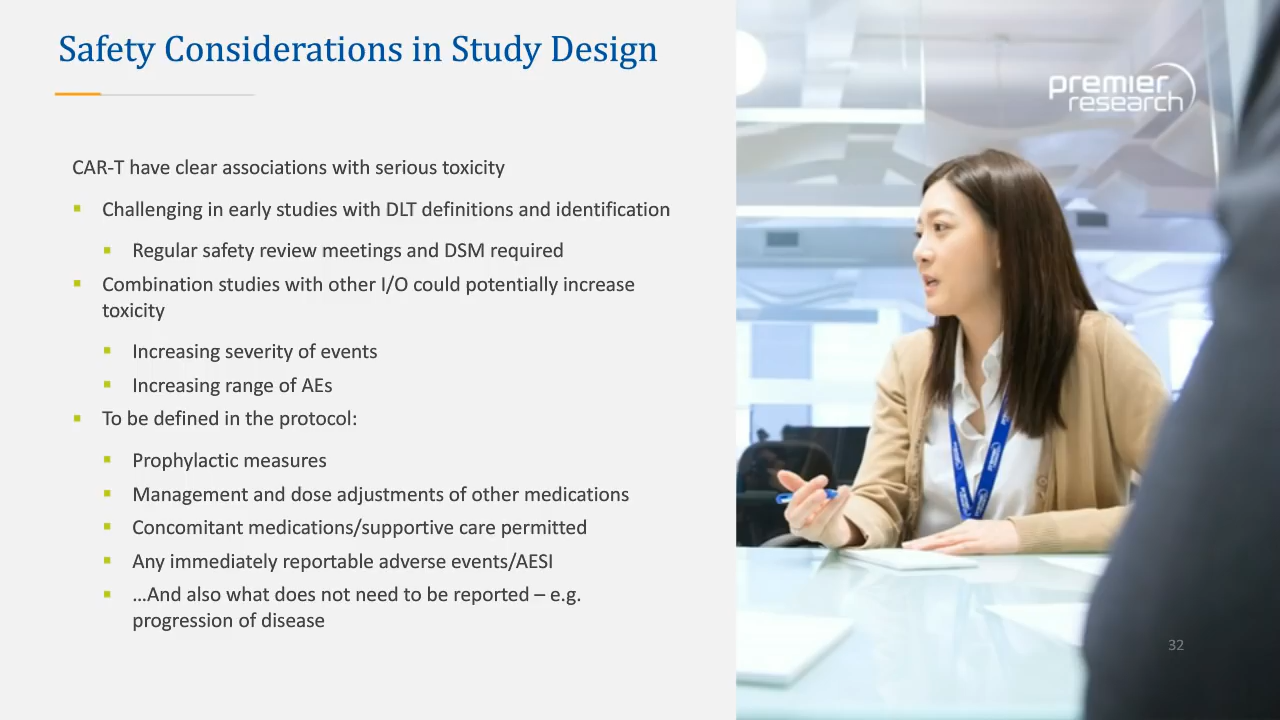 Safety Considerations in Study Design
premier
research
CAR-T have clear associations with serious toxicity
Challenging in early studies with DLT definitions and identification
Regular safety review meetings and DSM required
Combination studies with other I/O could potentially increase
toxicity
Increasing severity of events
Increasing range of AEs
To be defined in the protocol:
Prophylactic measures
Management and dose adjustments of other medications
Concomitant medications/supportive care permitted
Any immediately reportable adverse events/AESI
...And also what does not need to be reported – e.g.
progression of disease
32